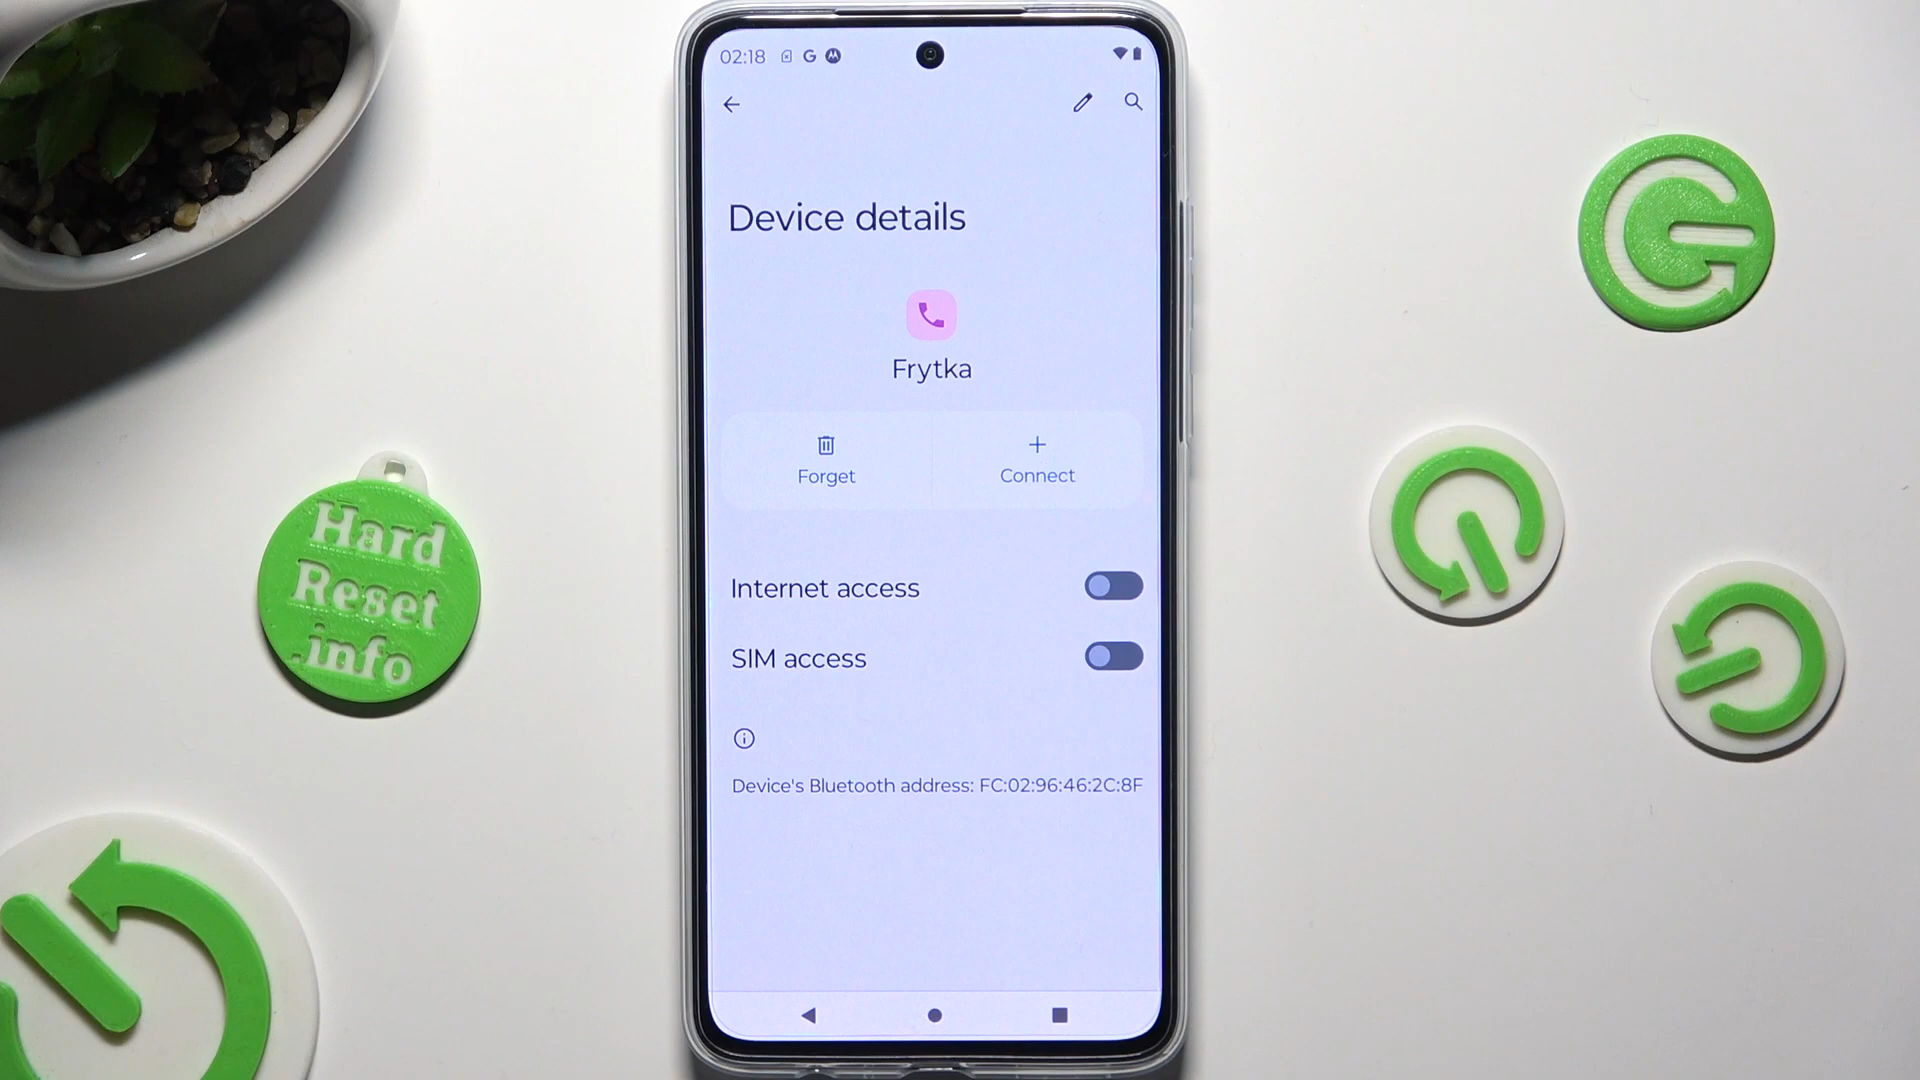 02:18
Device details
Frytka
Forget
Connect
Internet access
SIM access
Device's Bluetooth address: FC:02:96:46:2C:8F
Hard
Reset
.info